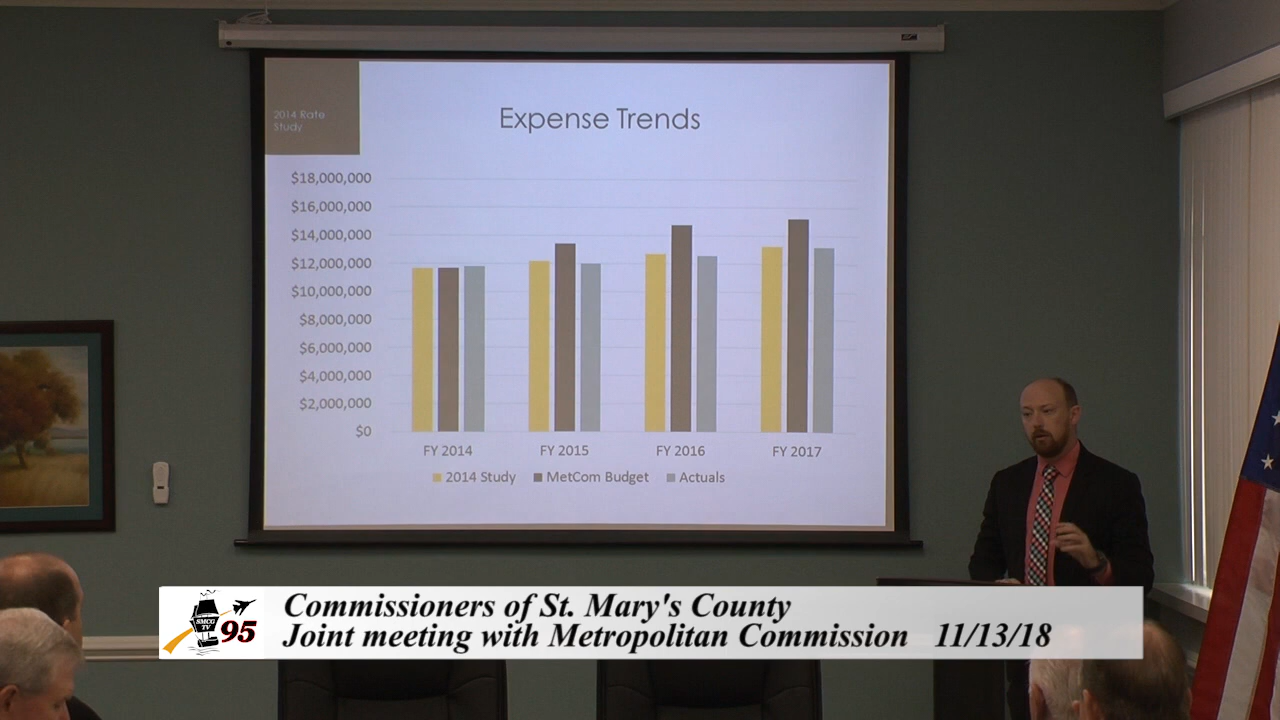 2014 Rate
Study
Expense Trends
$18,000,000
$16,000,000
$14,000,000
$12,000,000
$10,000,000
$8,000,000
$6,000,000
$4,000,000
$2,000,000
$0
FY 2014 FY 2015 FY 2016 FY 2017
2014 Study MetCom Budget Actuals
SMCG
TV
95
Commissioners of St. Mary's County
Joint meeting with Metropolitan Commission 11/13/18